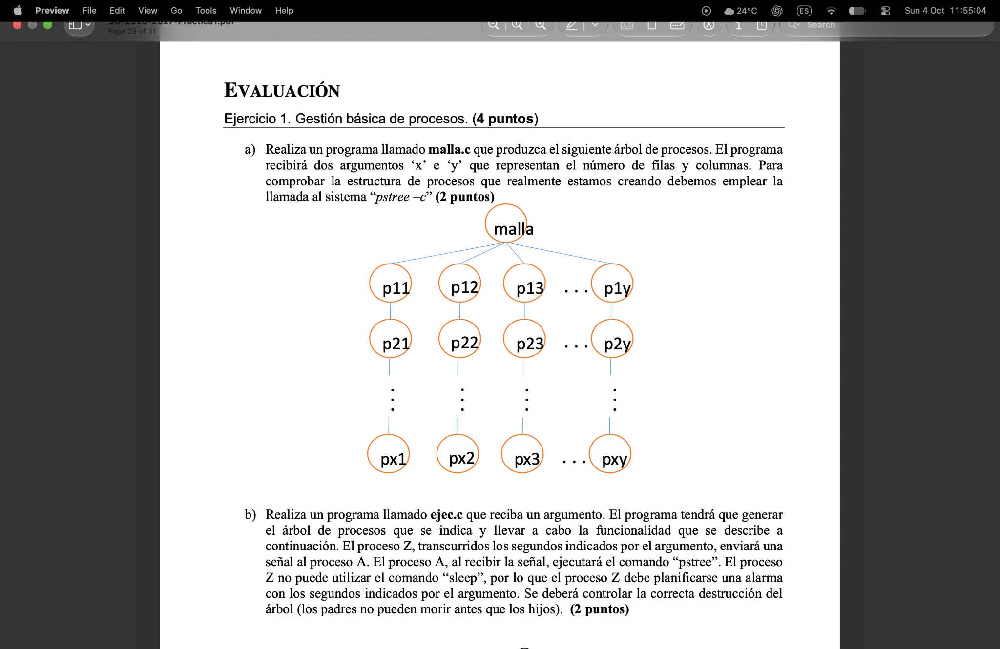 Preview File Edit View Go Tools Window Help 24°C ES Sun 4 Oct 11:55:04
SO-2026-2027-Practica1.pdf
Page 29 of 31
Search
EVALUACIÓN
Ejercicio 1. Gestión básica de procesos. (4 puntos)
a) Realiza un programa llamado malla.c que produzca el siguiente árbol de procesos. El programa
recibirá dos argumentos ‘x’ e ‘y’ que representan el número de filas y columnas. Para
comprobar la estructura de procesos que realmente estamos creando debemos emplear la
llamada al sistema “pstree –c” (2 puntos)
malla
p11 p12 p13 ... p1y
p21 p22 p23 ... p2y
px1 px2 px3 ... pxy
b) Realiza un programa llamado ejec.c que reciba un argumento. El programa tendrá que generar
el árbol de procesos que se indica y llevar a cabo la funcionalidad que se describe a
continuación. El proceso Z, transcurridos los segundos indicados por el argumento, enviará una
señal al proceso A. El proceso A, al recibir la señal, ejecutará el comando “pstree”. El proceso
Z no puede utilizar el comando “sleep”, por lo que el proceso Z debe planificarse una alarma
con los segundos indicados por el argumento. Se deberá controlar la correcta destrucción del
árbol (los padres no pueden morir antes que los hijos). (2 puntos)